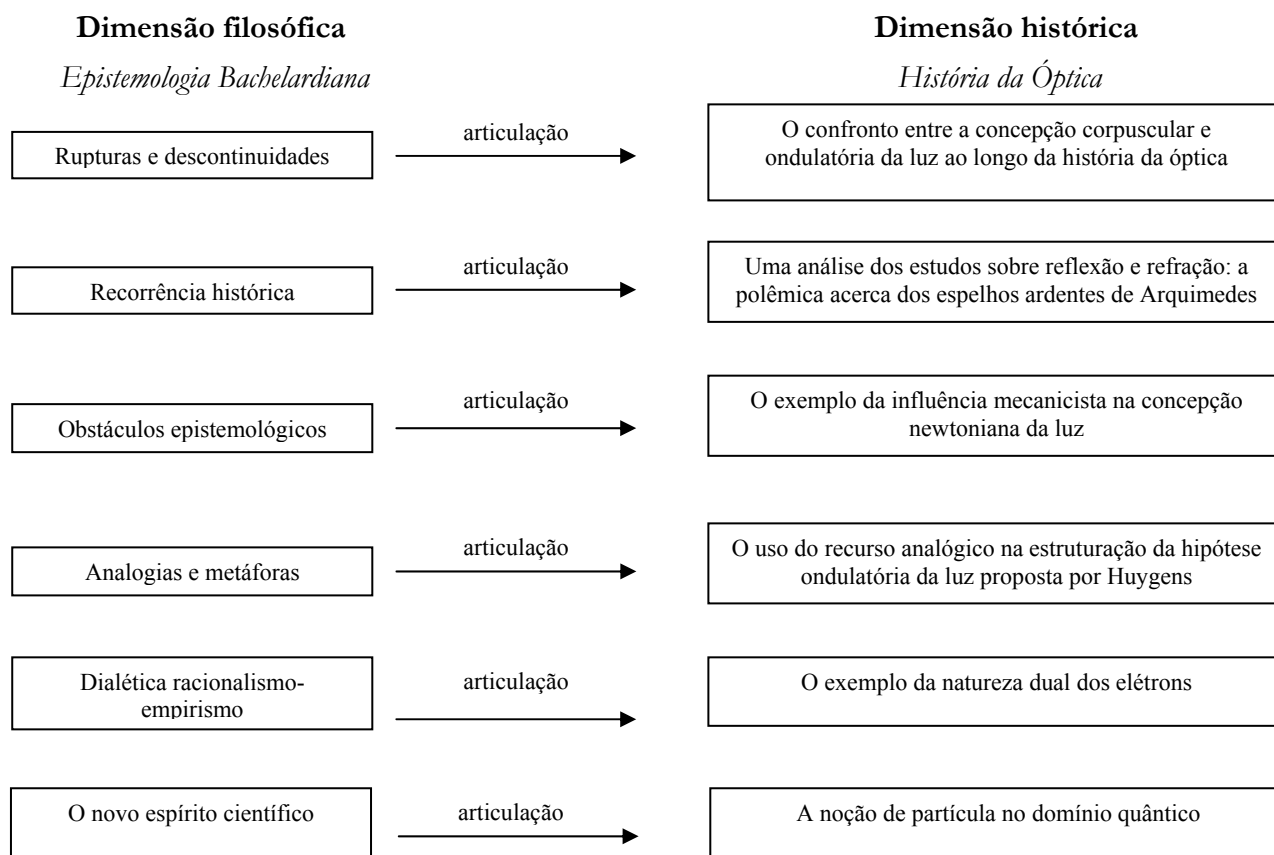 Dimensão filosófica
Epistemologia Bachelardiana
Dimensão histórica
História da Óptica
Rupturas e descontinuidades
articulação
O confronto entre a concepção corpuscular e
ondulatória da luz ao longo da história da óptica
Recorrência histórica
articulação
Uma análise dos estudos sobre reflexão e refração: a
polêmica acerca dos espelhos ardentes de Arquimedes
Obstáculos epistemológicos
articulação
O exemplo da influência mecanicista na concepção
newtoniana da luz
Analogias e metáforas
articulação
O uso do recurso analógico na estruturação da hipótese
ondulatória da luz proposta por Huygens
Dialética racionalismo-
empirismo
articulação
O exemplo da natureza dual dos elétrons
O novo espírito científico
articulação
A noção de partícula no domínio quântico